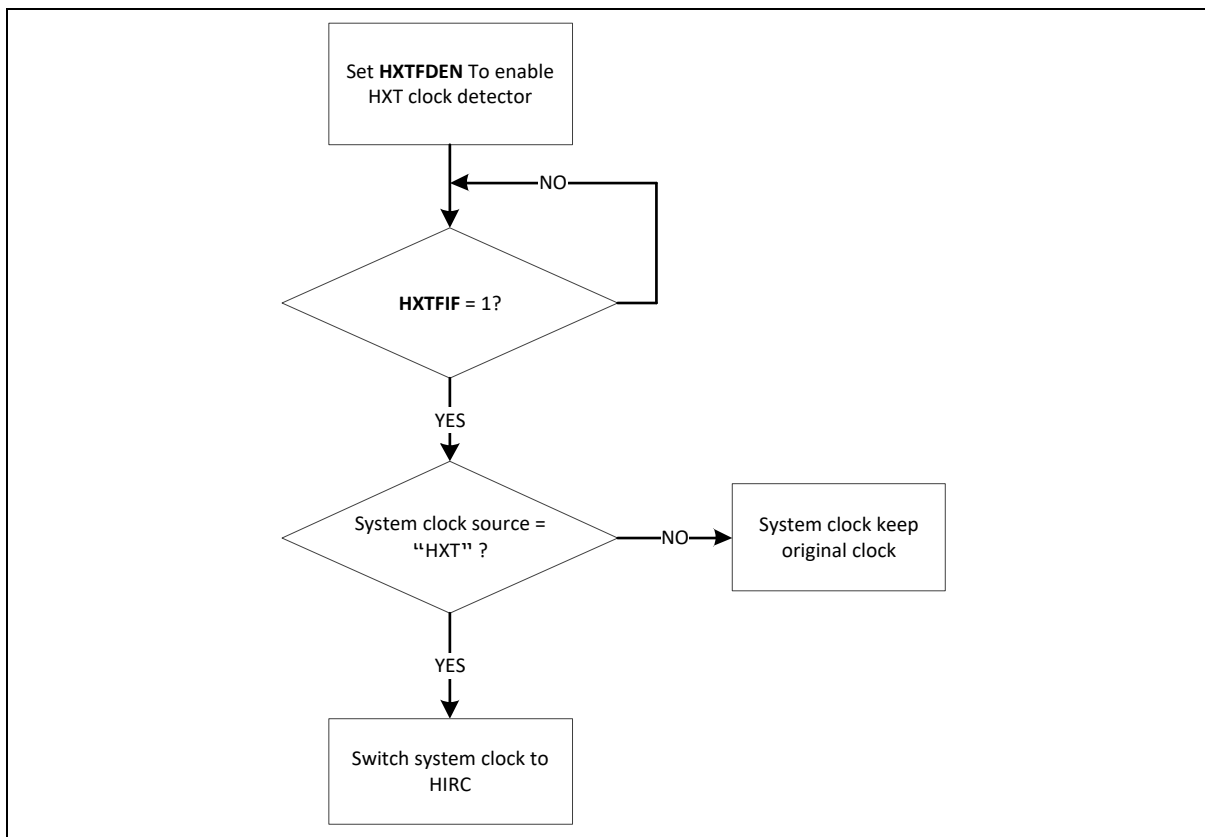 Set HXTFDEN To enable
HXT clock detector
NO
HXTFIF = 1?
YES
System clock source =
“HXT” ?
NO
System clock keep
original clock
YES
Switch system clock to
HIRC